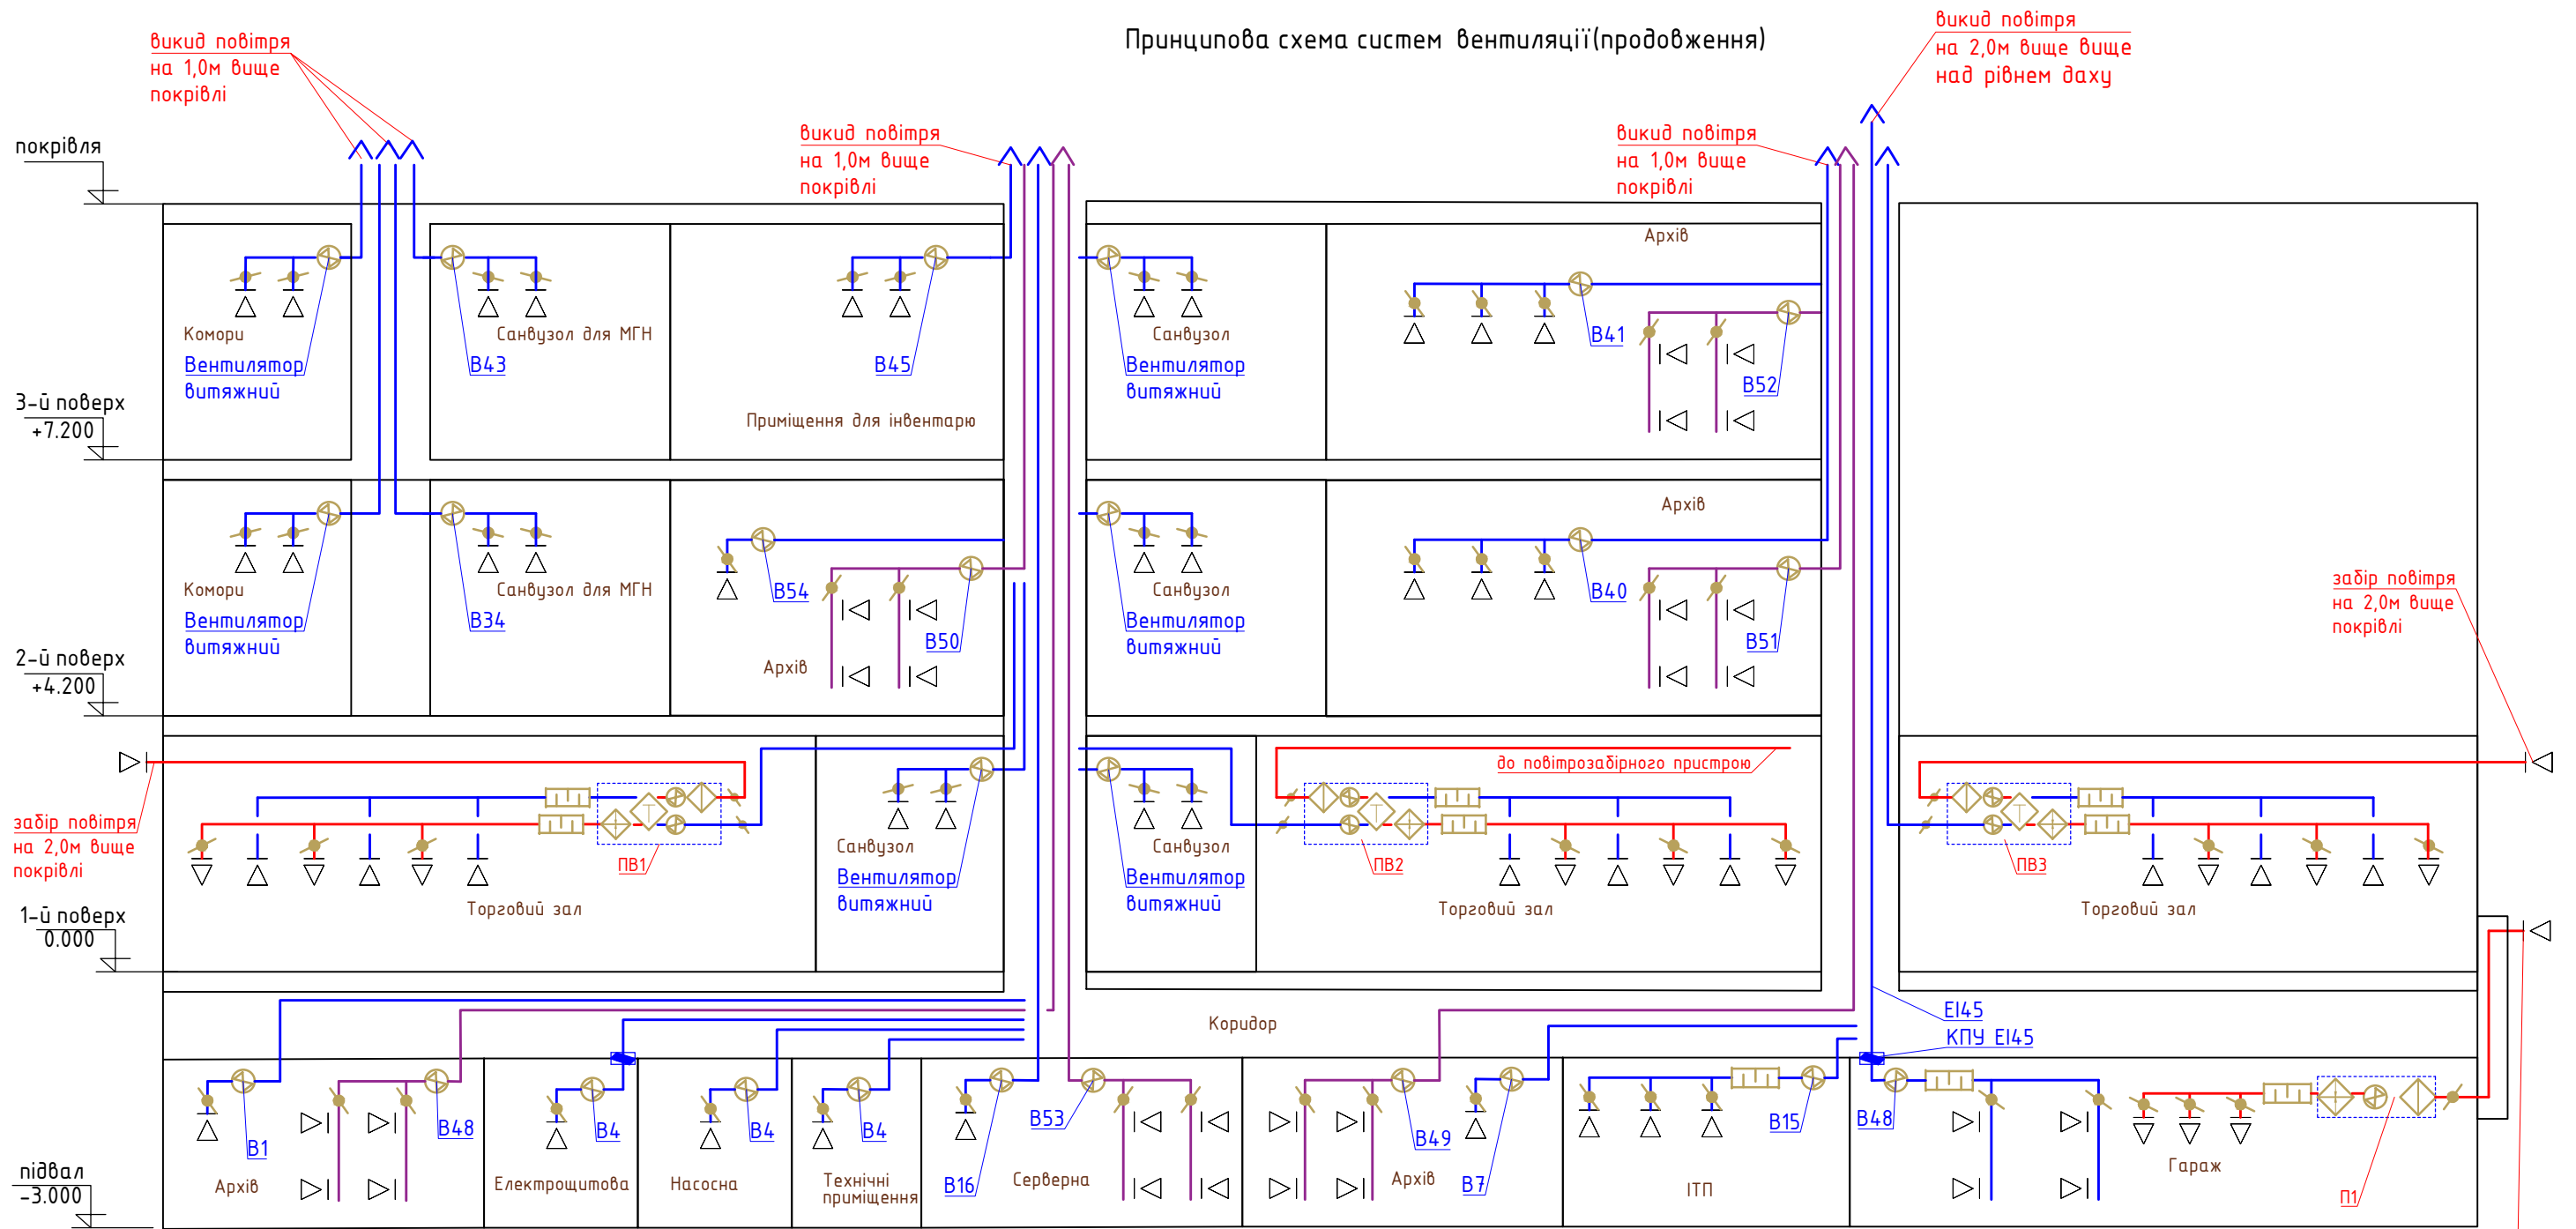 Принципова схема систем вентиляції(продовження)
викид повітря
на 1,0м вище
покрівлі
викид повітря
на 1,0м вище
покрівлі
викид повітря
на 1,0м вище
покрівлі
викид повітря
на 2,0м вище вище
над рівнем даху
покрівля
3-й поверх
+7.200
Комори
Вентилятор
витяжний
Санвузол для МГН
В43
В45
Приміщення для інвентарю
Санвузол
Вентилятор
витяжний
Архів
В41
В52
2-й поверх
+4.200
Комори
Вентилятор
витяжний
Санвузол для МГН
В34
В54
В50
Архів
Санвузол
Вентилятор
витяжний
Архів
В40
В51
забір повітря
на 2,0м вище
покрівлі
забір повітря
на 2,0м вище
покрівлі
1-й поверх
0.000
ПВ1
Торговий зал
Санвузол
Вентилятор
витяжний
Санвузол
Вентилятор
витяжний
до повітрозабірного пристрою
ПВ2
Торговий зал
ПВ3
Торговий зал
Коридор
ЕІ45
КПУ ЕІ45
підвал
-3.000
В1
Архів
В48
В4
Електрощитова
В4
Насосна
В4
Технічні
приміщення
В16
В53
Серверна
В49
Архів
В7
В15
ІТП
В48
Гараж
П1